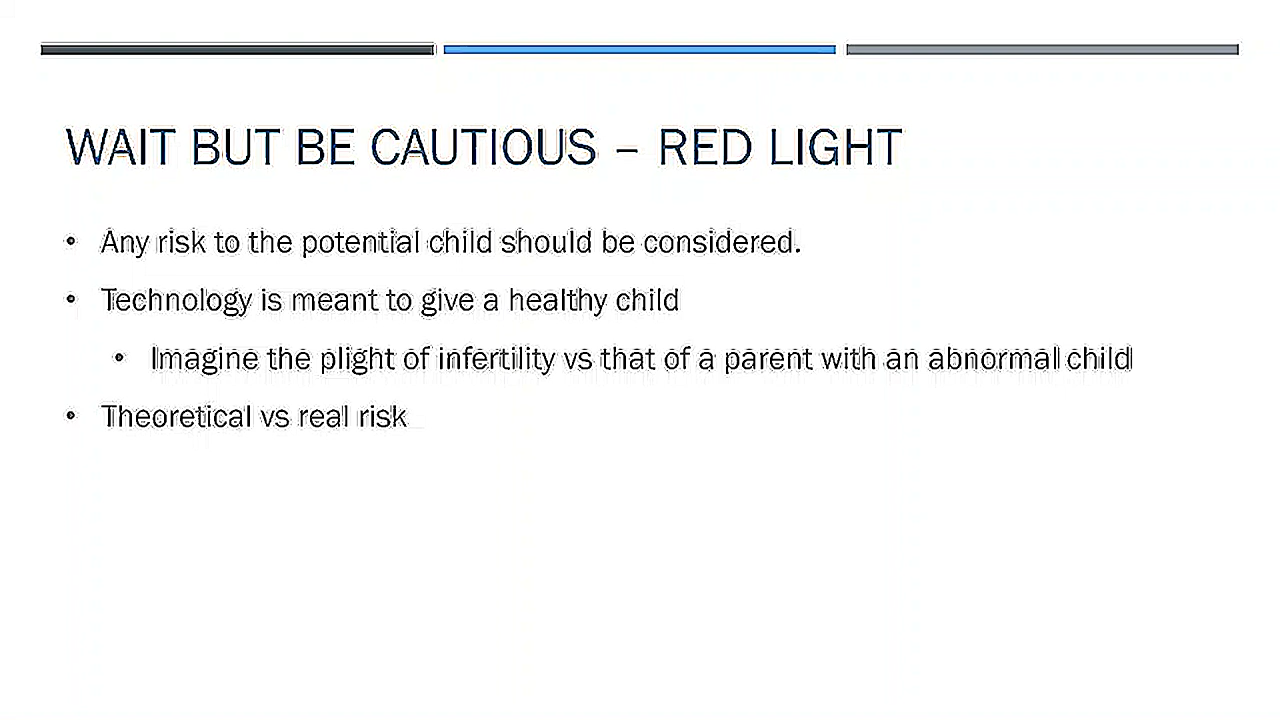 WAIT BUT BE CAUTIOUS – RED LIGHT
• Any risk to the potential child should be considered.
• Technology is meant to give a healthy child
• Imagine the plight of infertility vs that of a parent with an abnormal child
• Theoretical vs real risk